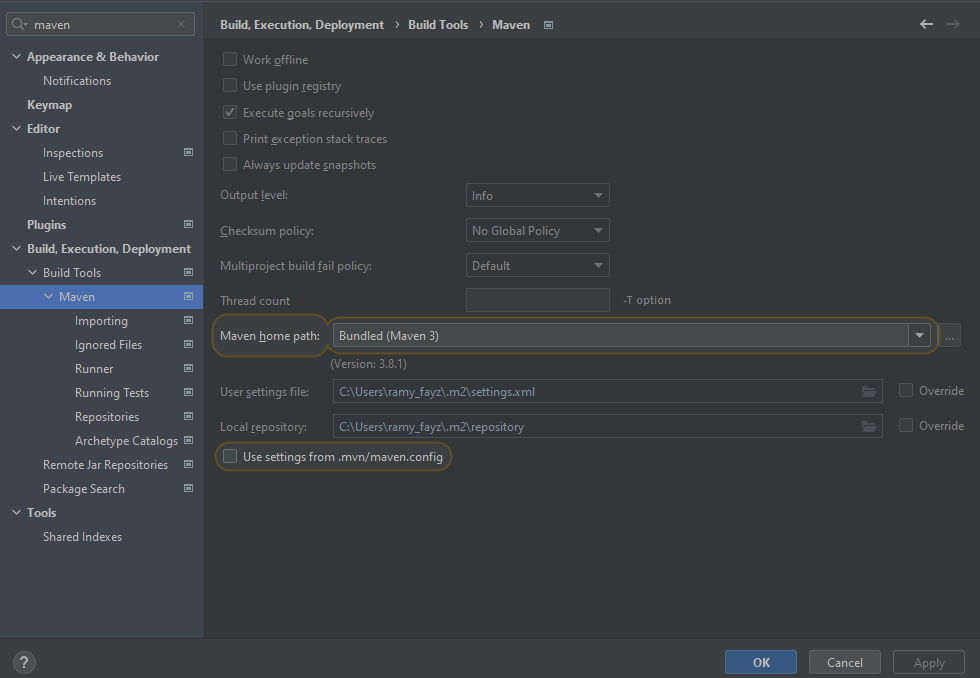 maven
Appearance & Behavior
Notifications
Keymap
Editor
Inspections
Live Templates
Intentions
Plugins
Build, Execution, Deployment
Build Tools
Maven
Importing
Ignored Files
Runner
Running Tests
Repositories
Archetype Catalogs
Remote Jar Repositories
Package Search
Tools
Shared Indexes
?
Build, Execution, Deployment › Build Tools › Maven
Work offline
Use plugin registry
Execute goals recursively
Print exception stack traces
Always update snapshots
Output level: Info
Checksum policy: No Global Policy
Multiproject build fail policy: Default
Thread count -T option
Maven home path: Bundled (Maven 3) ...
(Version: 3.8.1)
User settings file: C:\Users\ramy_fayz\.m2\settings.xml Override
Local repository: C:\Users\ramy_fayz\.m2\repository Override
Use settings from .mvn/maven.config
OK Cancel Apply